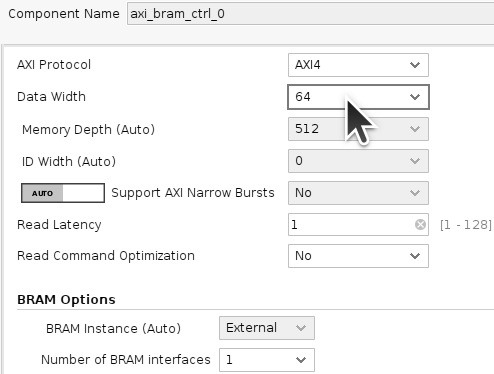 Component Name axi_bram_ctrl_0
AXI Protocol AXI4
Data Width 64
Memory Depth (Auto) 512
ID Width (Auto) 0
AUTO Support AXI Narrow Bursts No
Read Latency 1 [1 - 128]
Read Command Optimization No
BRAM Options
BRAM Instance (Auto) External
Number of BRAM interfaces 1